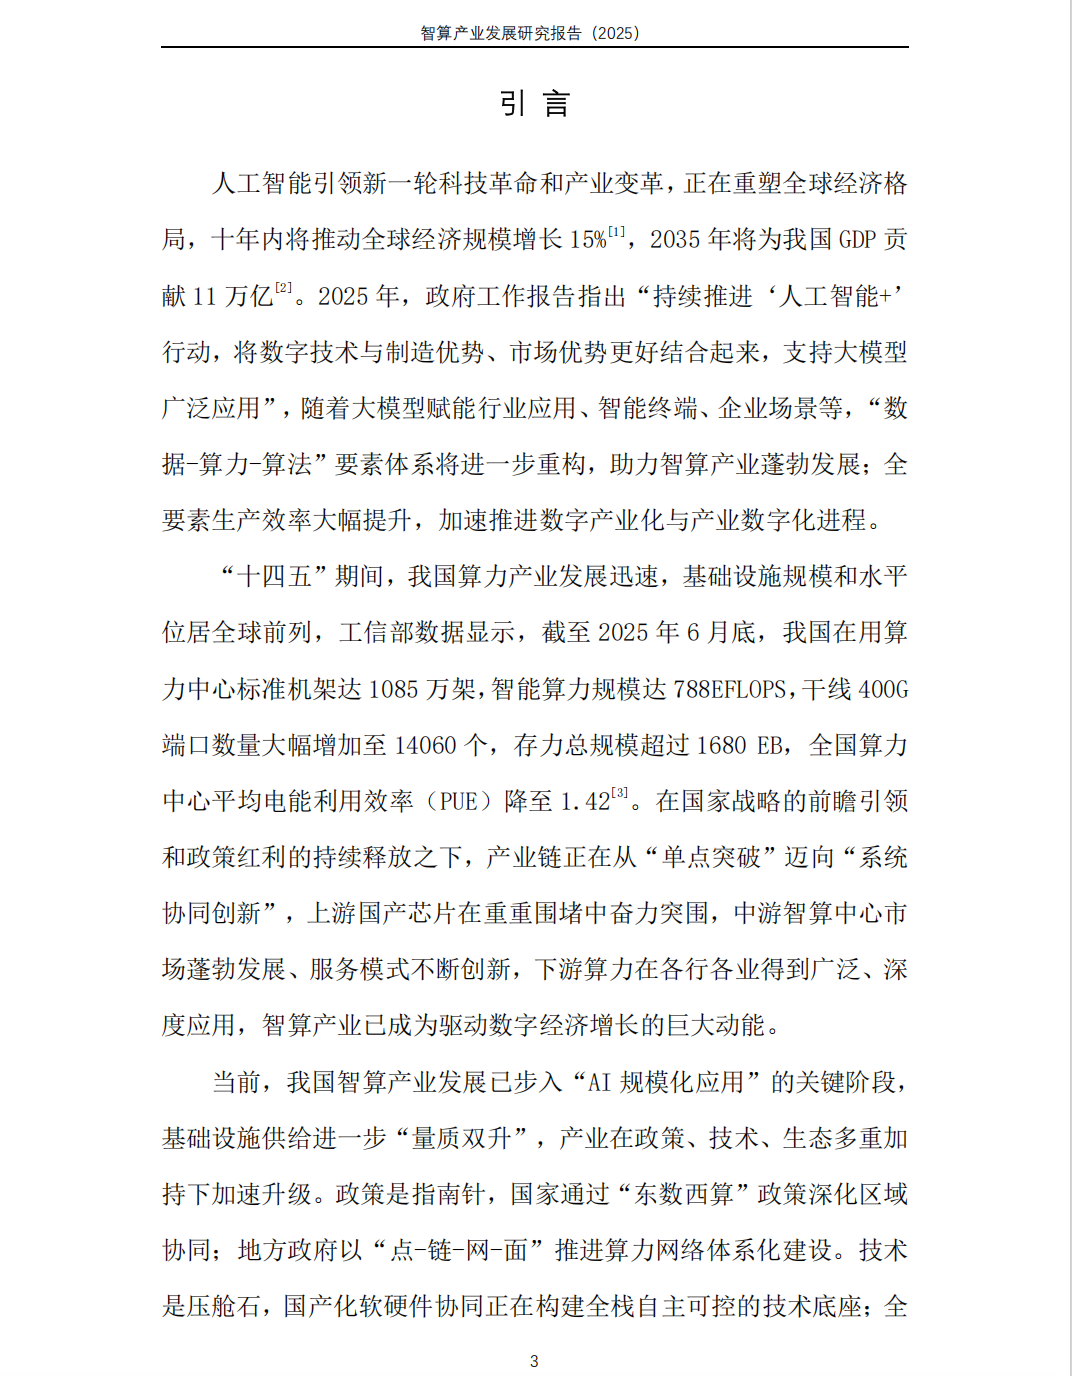 智算产业发展研究报告（2025）
引 言
人工智能引领新一轮科技革命和产业变革，正在重塑全球经济格
局，十年内将推动全球经济规模增长 15%[1]，2035 年将为我国 GDP 贡
献 11 万亿[2]。2025 年，政府工作报告指出“持续推进‘人工智能+’
行动，将数字技术与制造优势、市场优势更好结合起来，支持大模型
广泛应用”，随着大模型赋能行业应用、智能终端、企业场景等，“数
据-算力-算法”要素体系将进一步重构，助力智算产业蓬勃发展；全
要素生产效率大幅提升，加速推进数字产业化与产业数字化进程。
“十四五”期间，我国算力产业发展迅速，基础设施规模和水平
位居全球前列，工信部数据显示，截至 2025 年 6 月底，我国在用算
力中心标准机架达 1085 万架，智能算力规模达 788EFLOPS，干线 400G
端口数量大幅增加至 14060 个，存力总规模超过 1680 EB，全国算力
中心平均电能利用效率（PUE）降至 1.42[3]。在国家战略的前瞻引领
和政策红利的持续释放之下，产业链正在从“单点突破”迈向“系统
协同创新”，上游国产芯片在重重围堵中奋力突围，中游智算中心市
场蓬勃发展、服务模式不断创新，下游算力在各行各业得到广泛、深
度应用，智算产业已成为驱动数字经济增长的巨大动能。
当前，我国智算产业发展已步入“AI 规模化应用”的关键阶段，
基础设施供给进一步“量质双升”，产业在政策、技术、生态多重加
持下加速升级。政策是指南针，国家通过“东数西算”政策深化区域
协同；地方政府以“点-链-网-面”推进算力网络体系化建设。技术
是压舱石，国产化软硬件协同正在构建全栈自主可控的技术底座；全
3